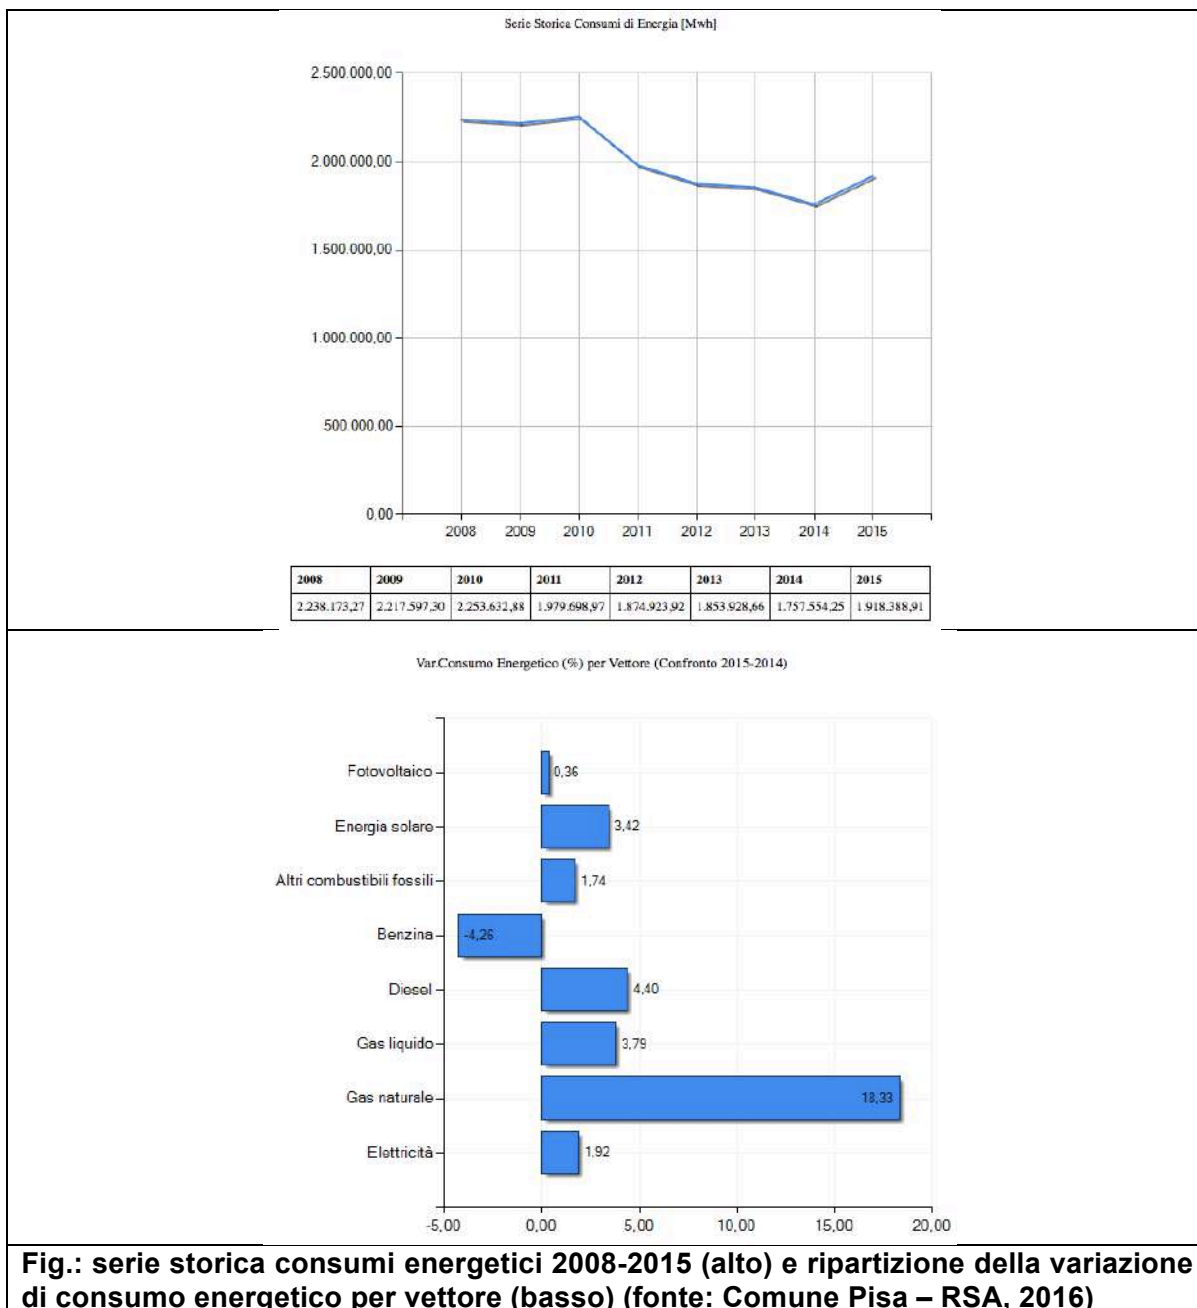 Serie Storica Consumi di Energia [Mwh]
2.500.000,00
2.000.000,00
1.500.000,00
1.000.000,00
500.000,00
0,00
2008 2009 2010 2011 2012 2013 2014 2015
2008 2009 2010 2011 2012 2013 2014 2015
2.238.173,27 2.217.597,30 2.253.632,88 1.979.698,97 1.874.923,92 1.853.928,66 1.757.554,25 1.918.388,91
Var.Consumo Energetico (%) per Vettore (Confronto 2015-2014)
Fotovoltaico 0,36
Energia solare 3,42
Altri combustibili fossili 1,74
Benzina -4,26
Diesel 4,40
Gas liquido 3,79
Gas naturale 18,33
Elettricità 1,92
-5,00 0,00 5,00 10,00 15,00 20,00
Fig.: serie storica consumi energetici 2008-2015 (alto) e ripartizione della variazione
di consumo energetico per vettore (basso) (fonte: Comune Pisa – RSA, 2016)